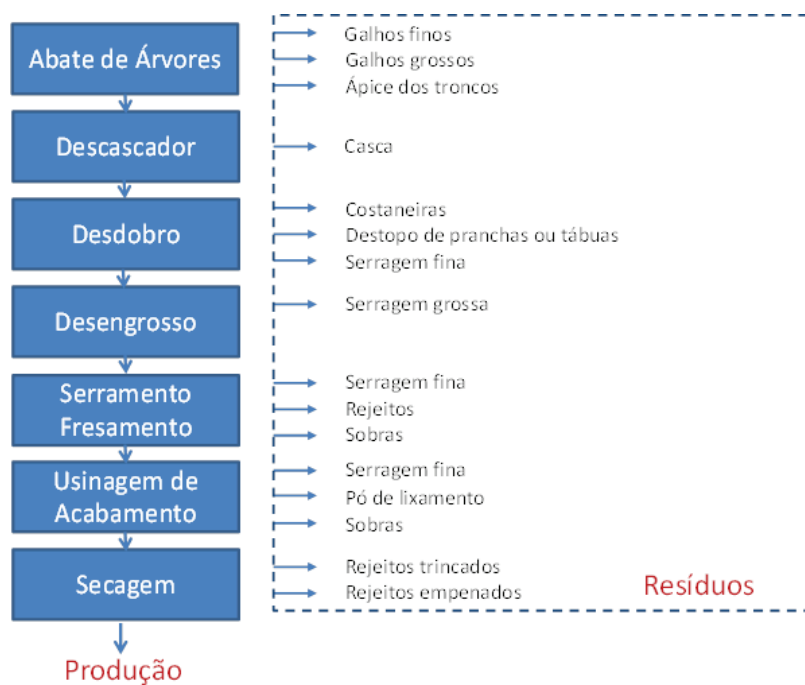 Abate de Árvores
Galhos finos
Galhos grossos
Ápice dos troncos
Descascador
Casca
Desdobro
Costaneiras
Destopo de pranchas ou tábuas
Serragem fina
Desengrosso
Serragem grossa
Serramento
Fresamento
Serragem fina
Rejeitos
Sobras
Usinagem de
Acabamento
Serragem fina
Pó de lixamento
Sobras
Secagem
Rejeitos trincados
Rejeitos empenados
Resíduos
Produção